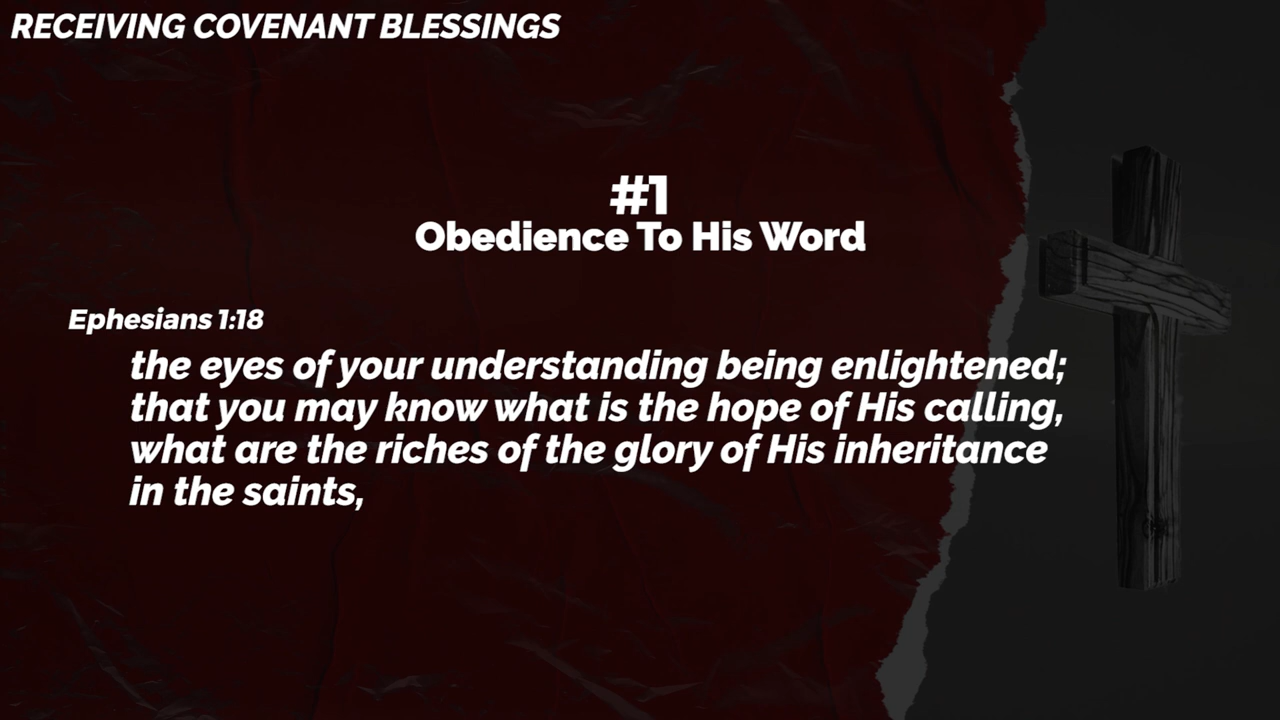 RECEIVING COVENANT BLESSINGS
#1
Obedience To His Word
Ephesians 1:18
the eyes of your understanding being enlightened;
that you may know what is the hope of His calling,
what are the riches of the glory of His inheritance
in the saints,